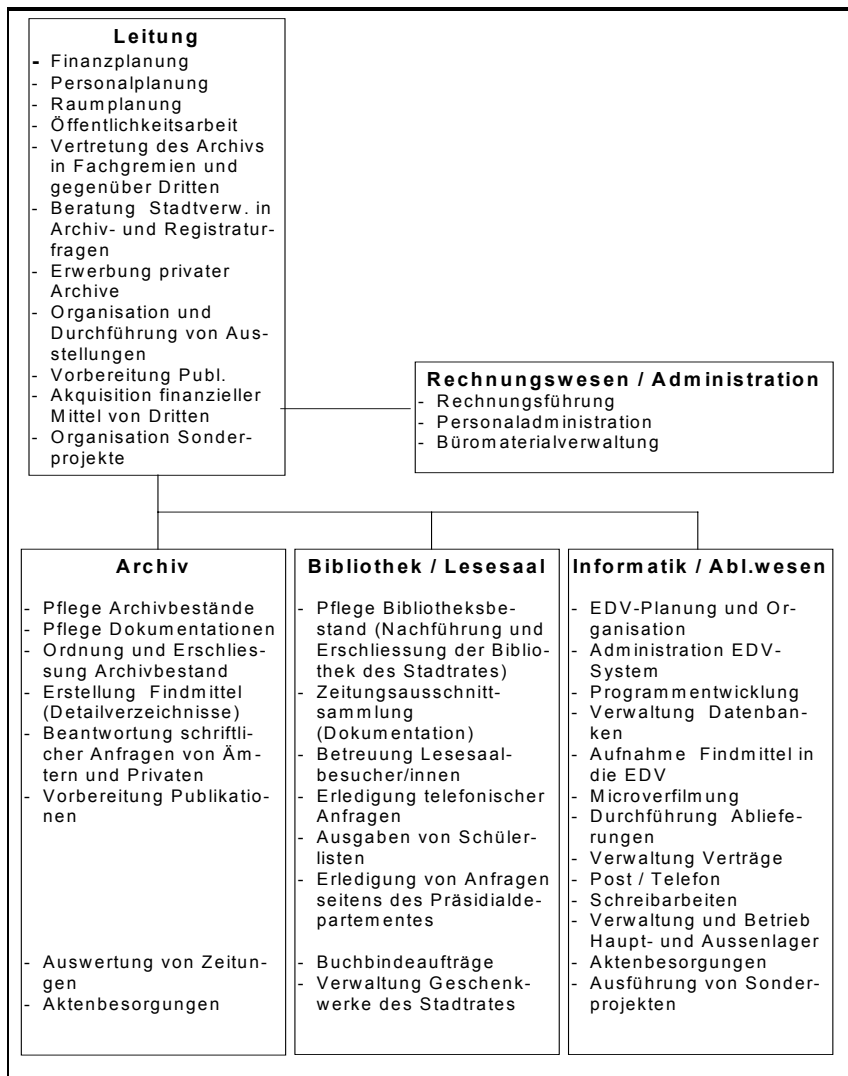 Leitung
- Finanzplanung
- Personalplanung
- Raumplanung
- Öffentlichkeitsarbeit
- Vertretung des Archivs
in Fachgremien und
gegenüber Dritten
- Beratung Stadtverw. in
Archiv- und Registratur-
fragen
- Erwerbung privater
Archive
- Organisation und
Durchführung von Aus-
stellungen
- Vorbereitung Publ.
- Akquisition finanzieller
Mittel von Dritten
- Organisation Sonder-
projekte
Rechnungswesen / Administration
- Rechnungsführung
- Personaladministration
- Büromaterialverwaltung
Archiv
- Pflege Archivbestände
- Pflege Dokumentationen
- Ordnung und Erschlies-
sung Archivbestand
- Erstellung Findmittel
(Detailverzeichnisse)
- Beantwortung schriftli-
cher Anfragen von Äm-
tern und Privaten
- Vorbereitung Publikatio-
nen
- Auswertung von Zeitun-
gen
- Aktenbesorgungen
Bibliothek / Lesesaal
- Pflege Bibliotheksbe-
stand (Nachführung und
Erschliessung der Biblio-
thek des Stadtrates)
- Zeitungsausschnitt-
sammlung
(Dokumentation)
- Betreuung Lesesaal-
besucher/innen
- Erledigung telefonischer
Anfragen
- Ausgaben von Schüler-
listen
- Erledigung von Anfragen
seitens des Präsidialde-
partementes
- Buchbindeaufträge
- Verwaltung Geschenk-
werke des Stadtrates
Informatik / Abl.wesen
- EDV-Planung und Or-
ganisation
- Administration EDV-
System
- Programmentwicklung
- Verwaltung Datenban-
ken
- Aufnahme Findmittel in
die EDV
- Microverfilmung
- Durchführung Abliefe-
rungen
- Verwaltung Verträge
- Post / Telefon
- Schreibarbeiten
- Verwaltung und Betrieb
Haupt- und Aussenlager
- Aktenbesorgungen
- Ausführung von Sonder-
projekten